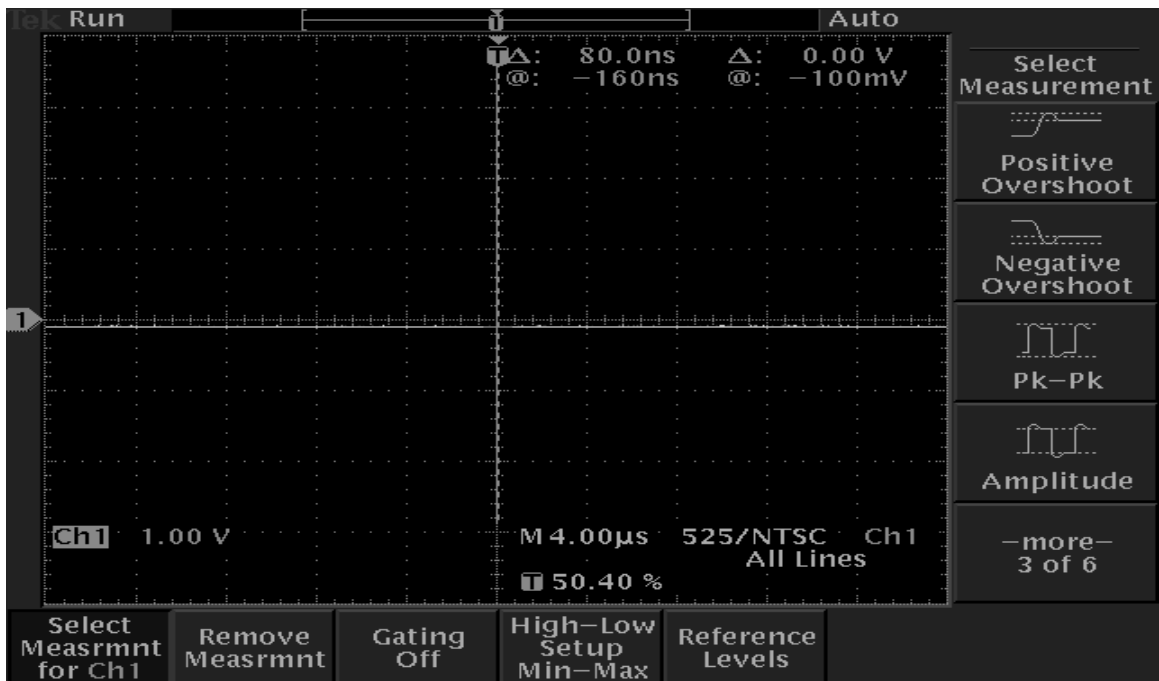 Tek Run
Auto
T
T Δ: 80.0ns Δ: 0.00 V
@: −160ns @: −100mV
1
Ch1 1.00 V
M 4.00µs 525/NTSC Ch1
All Lines
T 50.40 %
Select
Measurement
Positive
Overshoot
Negative
Overshoot
Pk−Pk
Amplitude
−more−
3 of 6
Select
Measrmnt
for Ch1
Remove
Measrmnt
Gating
Off
High−Low
Setup
Min−Max
Reference
Levels